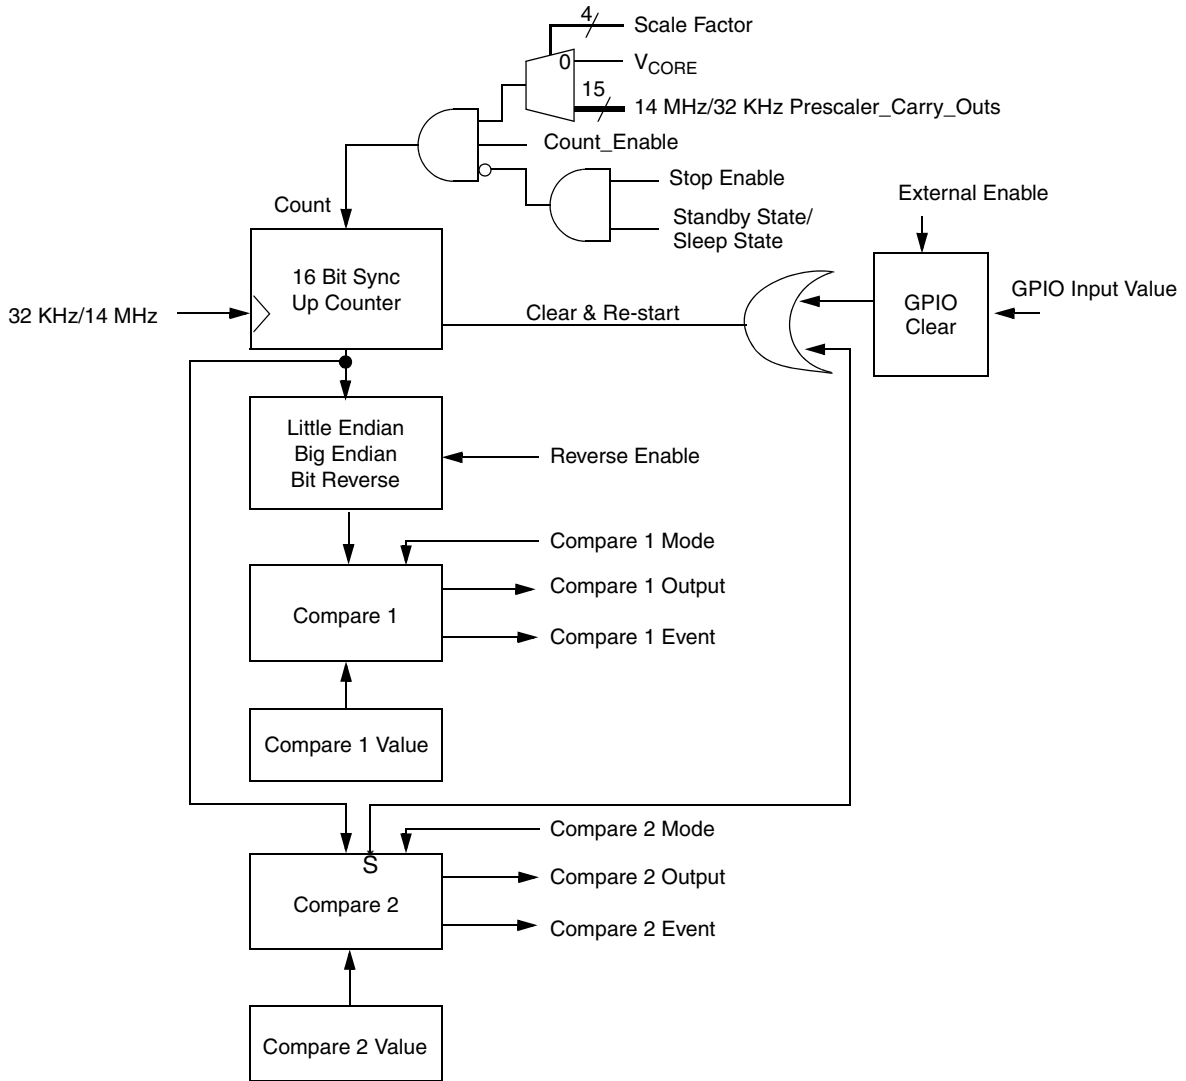 4
Scale Factor
0
VCORE
15
14 MHz/32 KHz Prescaler_Carry_Outs
Count_Enable
Stop Enable
Standby State/
Sleep State
External Enable
Count
16 Bit Sync
Up Counter
32 KHz/14 MHz
Clear & Re-start
GPIO
Clear
GPIO Input Value
Little Endian
Big Endian
Bit Reverse
Reverse Enable
Compare 1 Mode
Compare 1 Output
Compare 1
Compare 1 Event
Compare 1 Value
Compare 2 Mode
S
Compare 2 Output
Compare 2
Compare 2 Event
Compare 2 Value